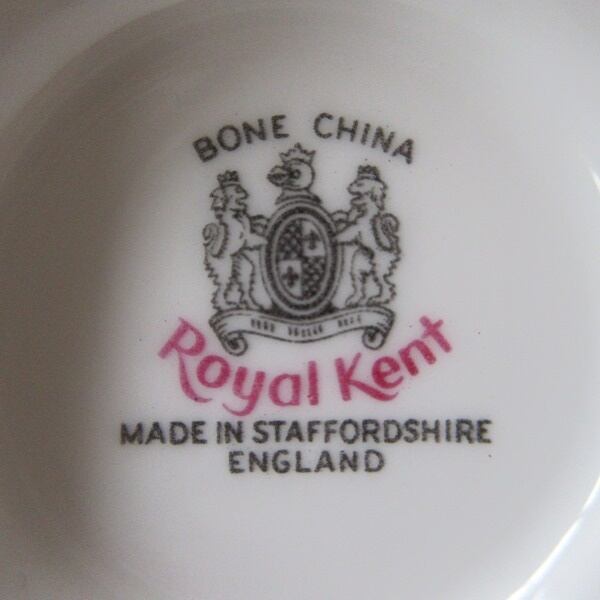 BONE CHINA
Royal Kent
MADE IN STAFFORDSHIRE
ENGLAND